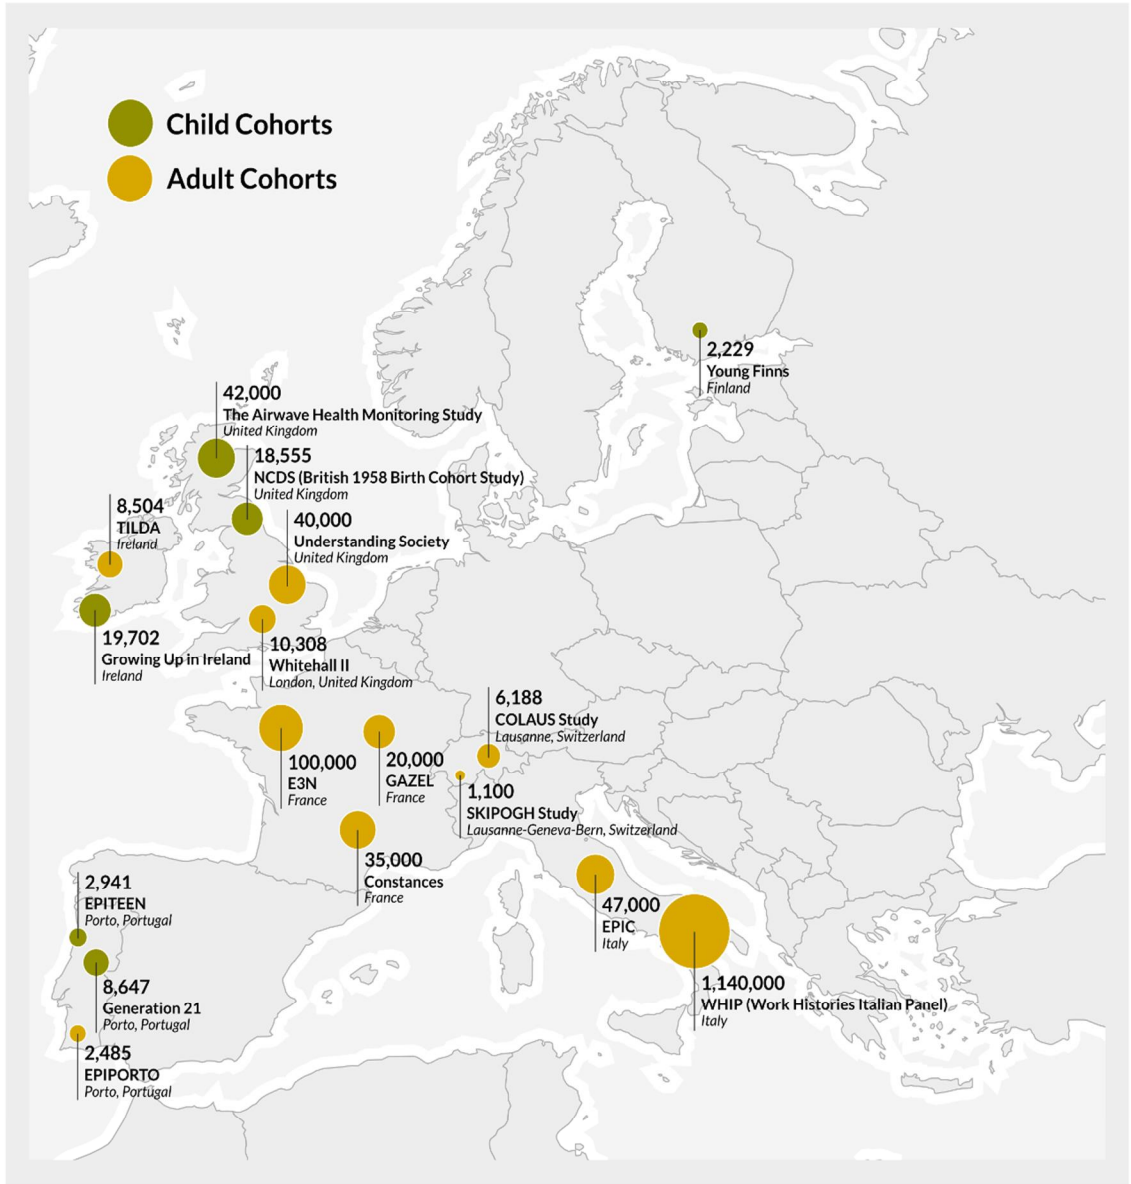 Child Cohorts
Adult Cohorts
2,229
Young Finns
Finland
42,000
The Airwave Health Monitoring Study
United Kingdom
18,555
NCDS (British 1958 Birth Cohort Study)
United Kingdom
8,504
TILDA
Ireland
40,000
Understanding Society
United Kingdom
19,702
Growing Up in Ireland
Ireland
10,308
Whitehall II
London, United Kingdom
6,188
COLAUS Study
Lausanne, Switzerland
100,000
E3N
France
20,000
GAZEL
France
1,100
SKIPOGH Study
Lausanne-Geneva-Bern, Switzerland
35,000
Constances
France
2,941
EPITEEN
Porto, Portugal
47,000
EPIC
Italy
8,647
Generation 21
Porto, Portugal
1,140,000
WHIP (Work Histories Italian Panel)
Italy
2,485
EPIPORTO
Porto, Portugal